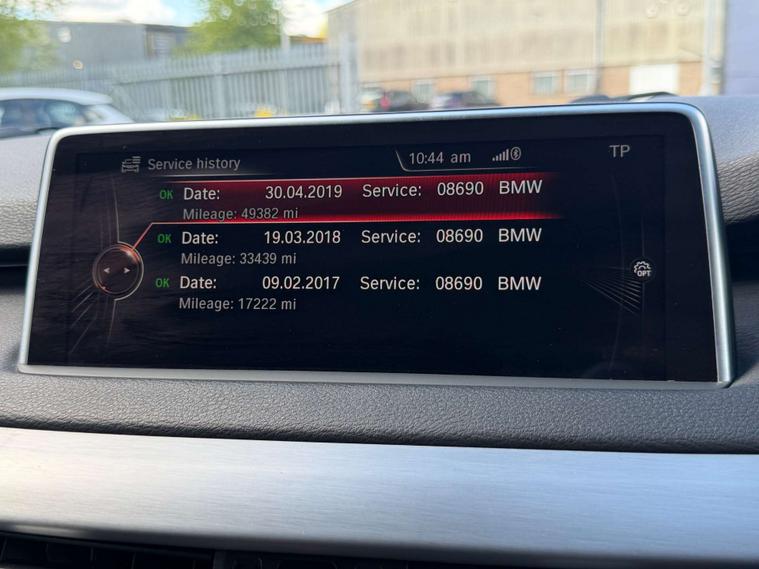 Service history 10:44 am TP
OK Date: 30.04.2019 Service: 08690 BMW
Mileage: 49382 mi
OK Date: 19.03.2018 Service: 08690 BMW
Mileage: 33439 mi
OK Date: 09.02.2017 Service: 08690 BMW
Mileage: 17222 mi
OPT